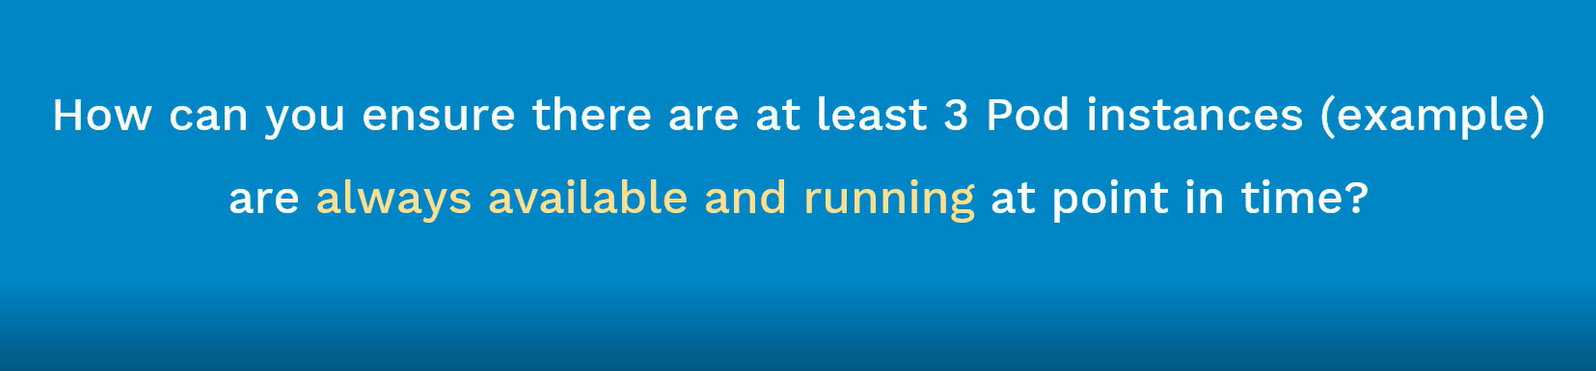 How can you ensure there are at least 3 Pod instances (example)
are always available and running at point in time?